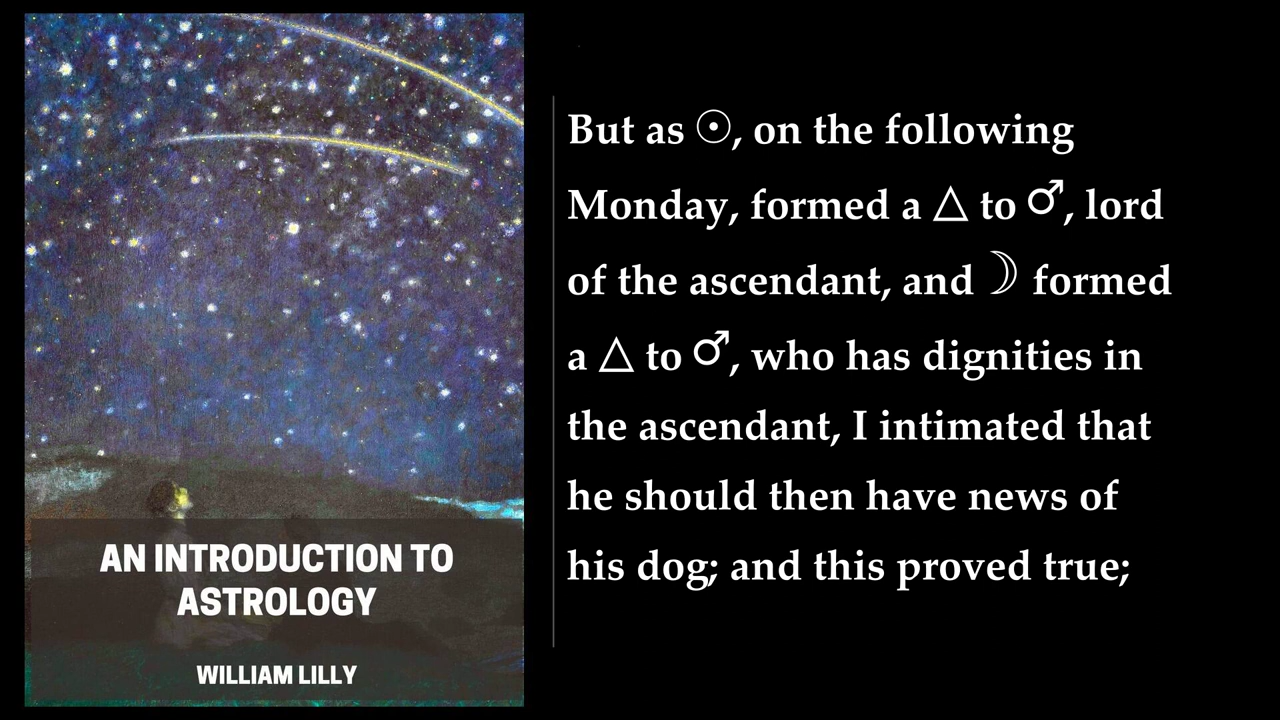 AN INTRODUCTION TO
ASTROLOGY
WILLIAM LILLY
But as ☉, on the following
Monday, formed a △ to ♂, lord
of the ascendant, and ☽ formed
a △ to ♂, who has dignities in
the ascendant, I intimated that
he should then have news of
his dog; and this proved true;